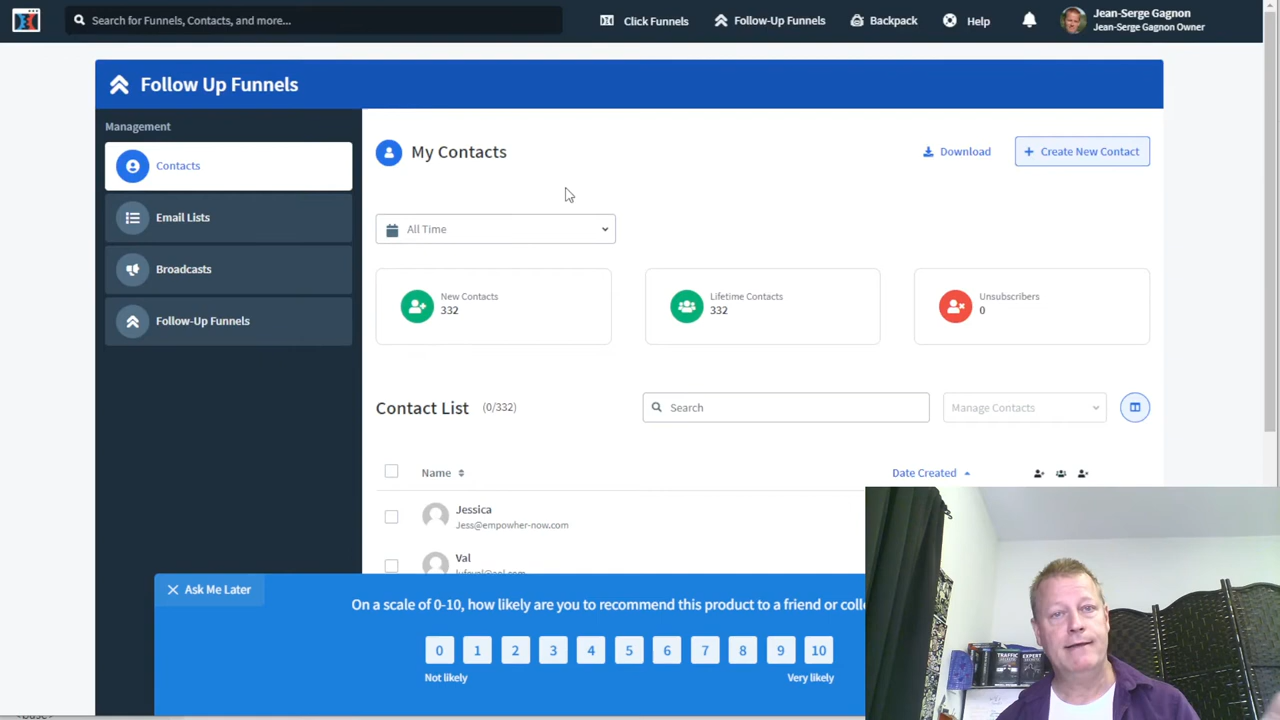 Search for Funnels, Contacts, and more...
Click Funnels
Follow-Up Funnels
Backpack
Help
Jean-Serge Gagnon
Jean-Serge Gagnon Owner
Follow Up Funnels
Management
Contacts
Email Lists
Broadcasts
Follow-Up Funnels
My Contacts
Download
+ Create New Contact
All Time
New Contacts
332
Lifetime Contacts
332
Unsubscribers
0
Contact List (0/332)
Search
Manage Contacts
Name
Date Created
Jessica
Jess@empowher-now.com
Val
Ask Me Later
On a scale of 0-10, how likely are you to recommend this product to a friend or colle
0 1 2 3 4 5 6 7 8 9 10
Not likely
Very likely
TRAFFIC
EXPERT